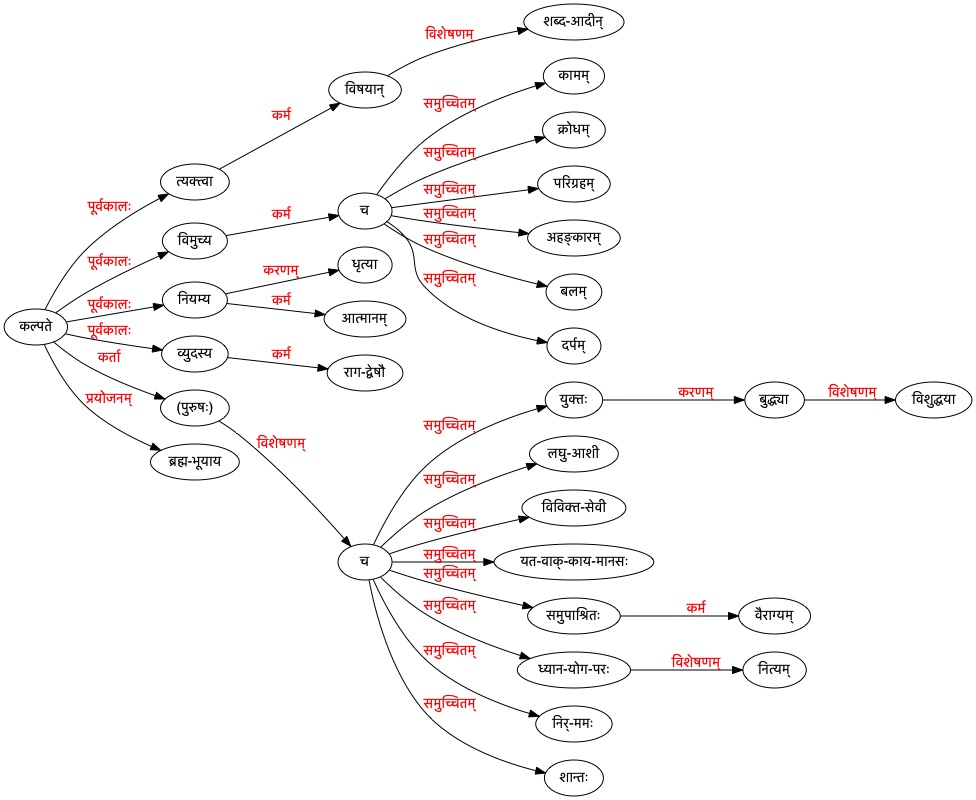 शब्द-आदीन्
विशेषणम्
कामम्
विषयान्
समुच्चितम्
कर्म
क्रोधम्
समुच्चितम्
त्यक्त्वा
परिग्रहम्
समुच्चितम्
पूर्वकालः
च
समुच्चितम्
कर्म
विमुच्य
अहङ्कारम्
समुच्चितम्
पूर्वकालः
धृत्या
करणम्
समुच्चितम्
बलम्
नियम्य
कर्म
पूर्वकालः
आत्मानम्
कल्पते
पूर्वकालः
दर्पम्
व्युदस्य
कर्म
कर्ता
राग-द्वेषौ
प्रयोजनम्
(पुरुषः)
युक्तः
करणम्
बुद्ध्या
विशेषणम्
विशुद्धया
समुच्चितम्
विशेषणम्
लघु-आशी
ब्रह्म-भूयाय
समुच्चितम्
विविक्त-सेवी
समुच्चितम्
च
समुच्चितम्
यत-वाक्-काय-मानसः
समुच्चितम्
समुपाश्रितः
कर्म
वैराग्यम्
समुच्चितम्
ध्यान-योग-परः
विशेषणम्
नित्यम्
समुच्चितम्
निर्-ममः
समुच्चितम्
शान्तः